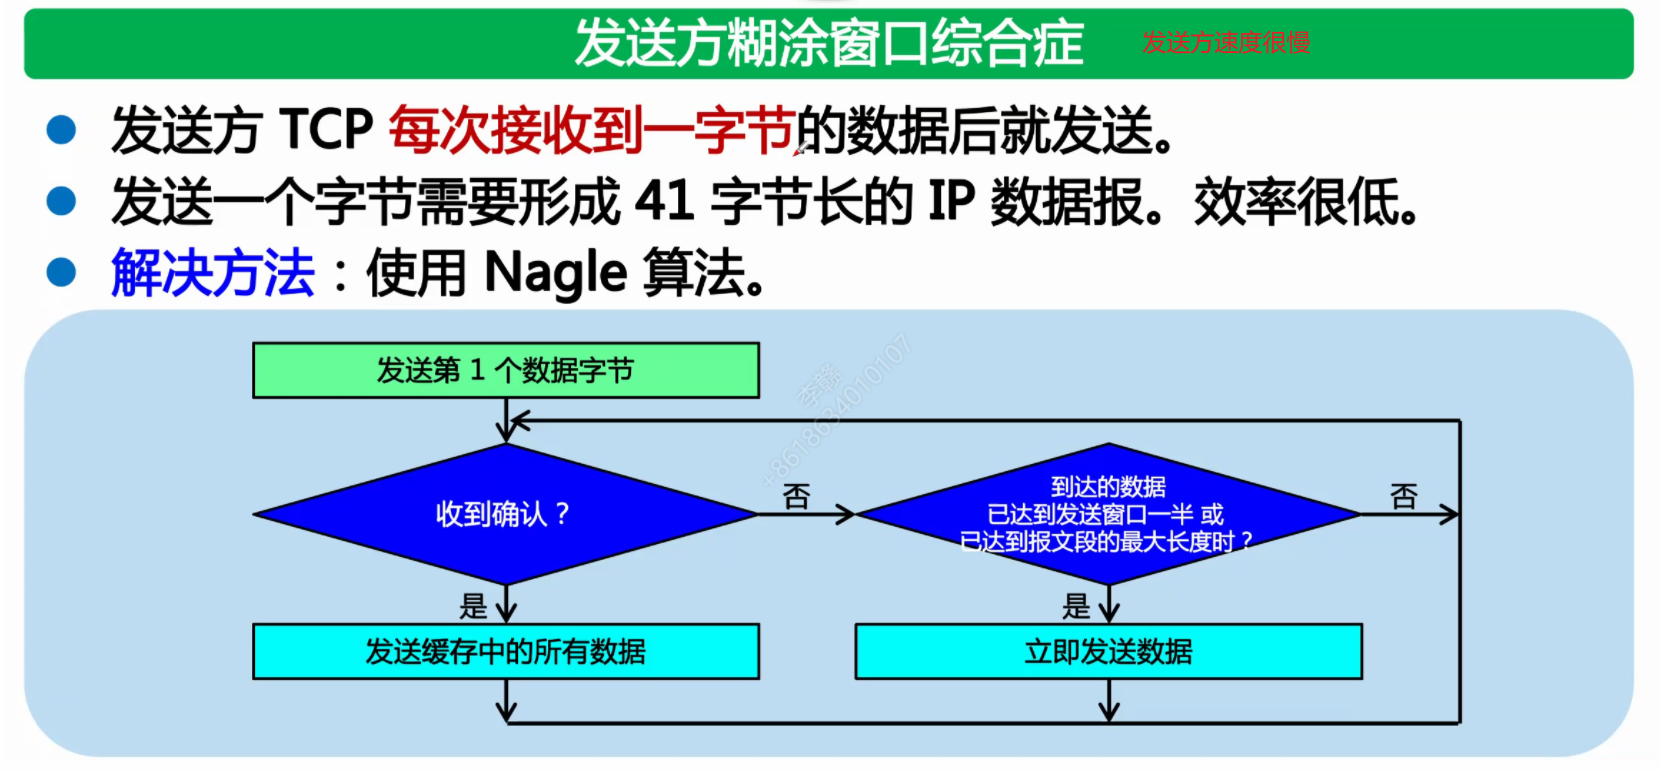 发送方糊涂窗口综合症
发送方速度很慢
发送方 TCP 每次接收到一字节的数据后就发送。
发送一个字节需要形成 41 字节长的 IP 数据报。效率很低。
解决方法：使用 Nagle 算法。
发送第 1 个数据字节
收到确认？
否
到达的数据
已达到发送窗口一半 或
已达到报文段的最大长度时？
否
是
是
发送缓存中的所有数据
立即发送数据
李赣
+8618634010107